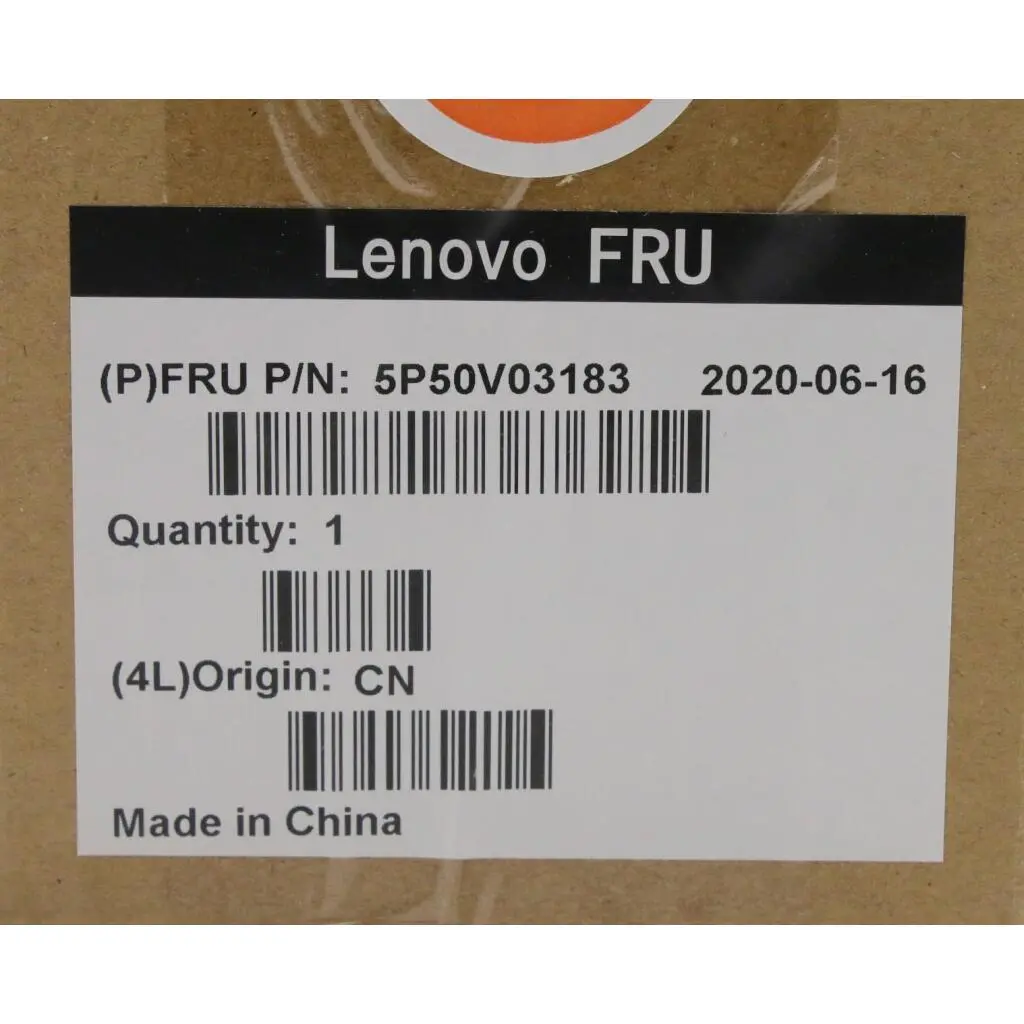 Lenovo FRU
(P)FRU P/N: 5P50V03183 2020-06-16
Quantity: 1
(4L)Origin: CN
Made in China